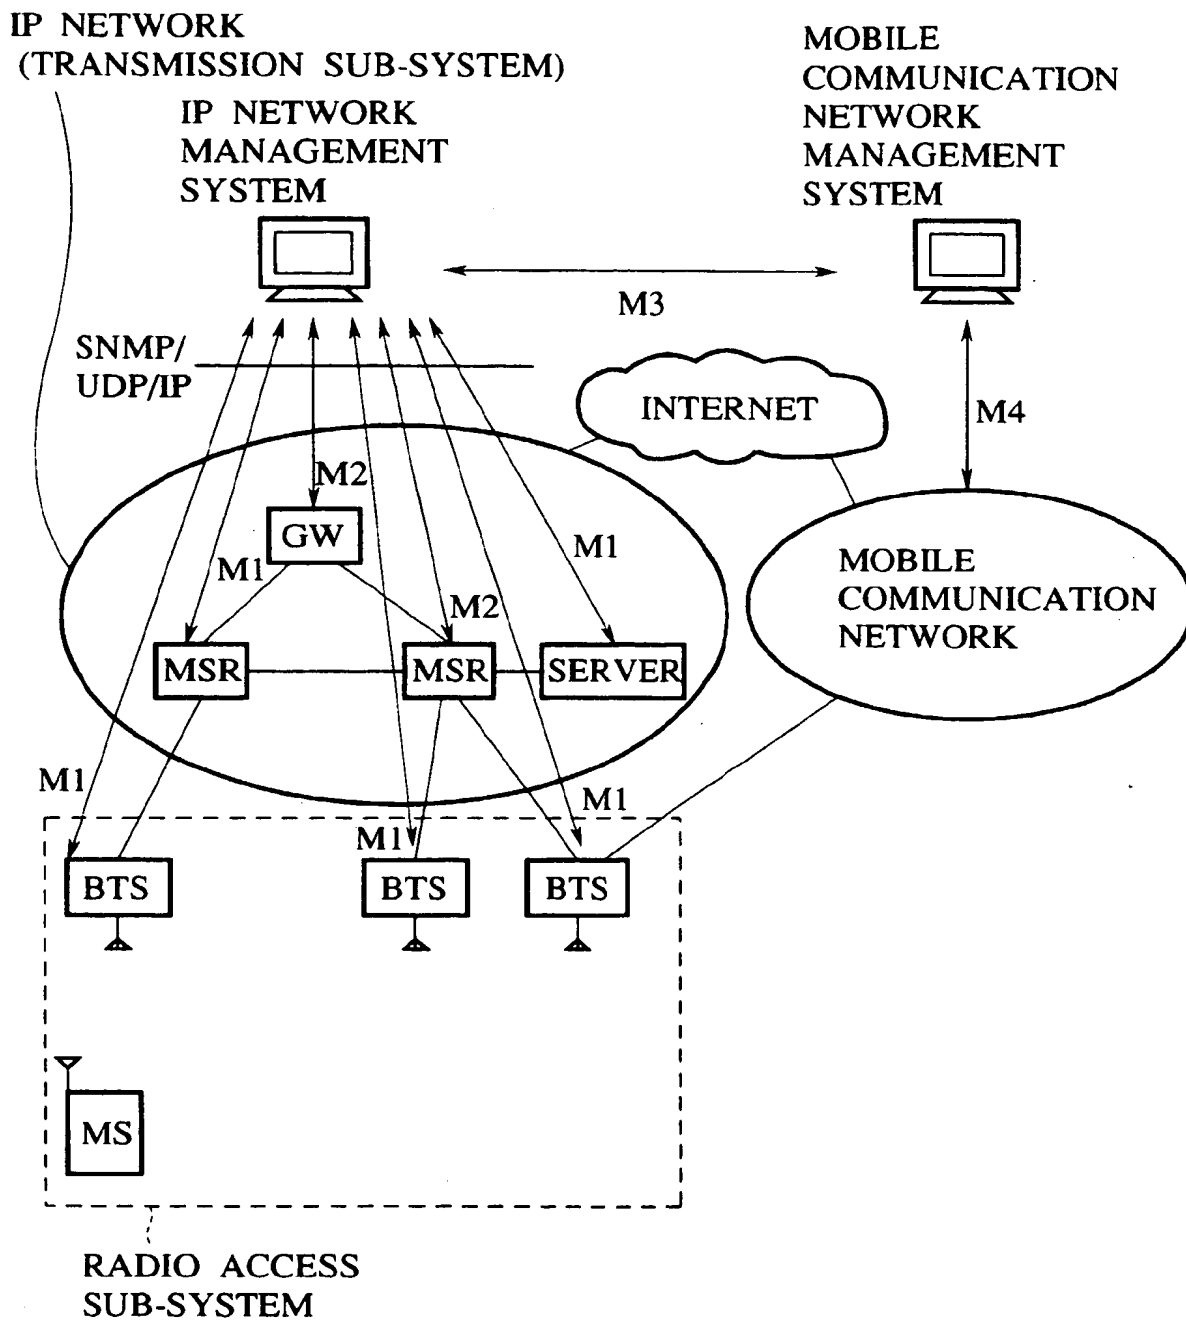 IP NETWORK
(TRANSMISSION SUB-SYSTEM)
IP NETWORK
MANAGEMENT
SYSTEM
MOBILE
COMMUNICATION
NETWORK
MANAGEMENT
SYSTEM
M3
SNMP/
UDP/IP
INTERNET
M4
M2
GW
M1
M1
M2
MOBILE
COMMUNICATION
NETWORK
MSR
MSR
SERVER
M1
M1
M1
BTS
BTS
BTS
MS
RADIO ACCESS
SUB-SYSTEM